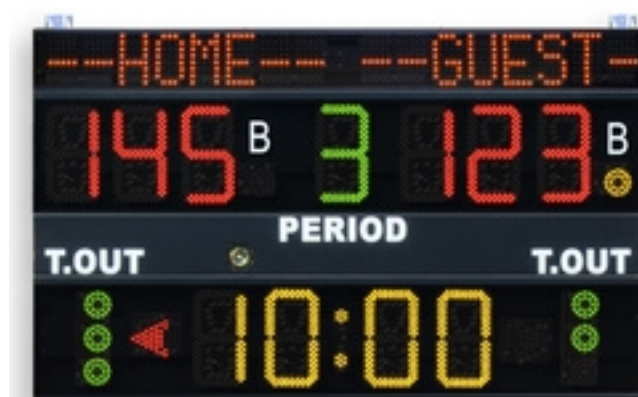 --HOME-- --GUEST-
145 B 3 123 B
PERIOD
T.OUT T.OUT
10:00